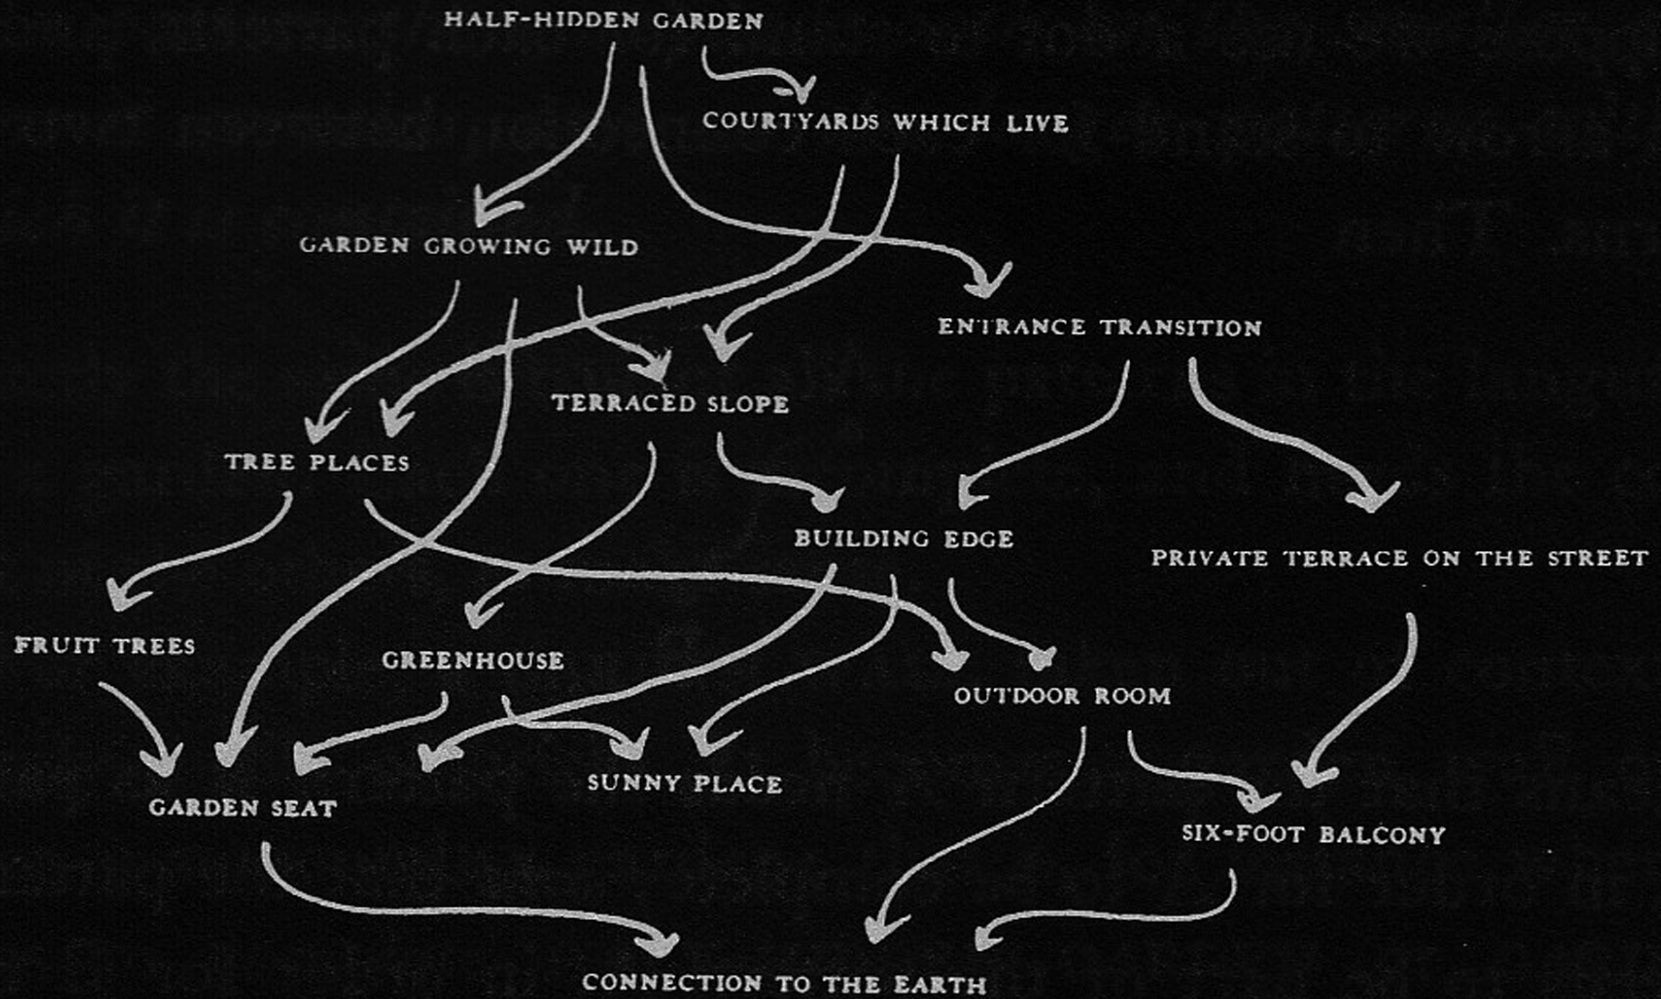 HALF-HIDDEN GARDEN
COURTYARDS WHICH LIVE
GARDEN GROWING WILD
ENTRANCE TRANSITION
TERRACED SLOPE
TREE PLACES
BUILDING EDGE
PRIVATE TERRACE ON THE STREET
FRUIT TREES
GREENHOUSE
OUTDOOR ROOM
SUNNY PLACE
GARDEN SEAT
SIX-FOOT BALCONY
CONNECTION TO THE EARTH